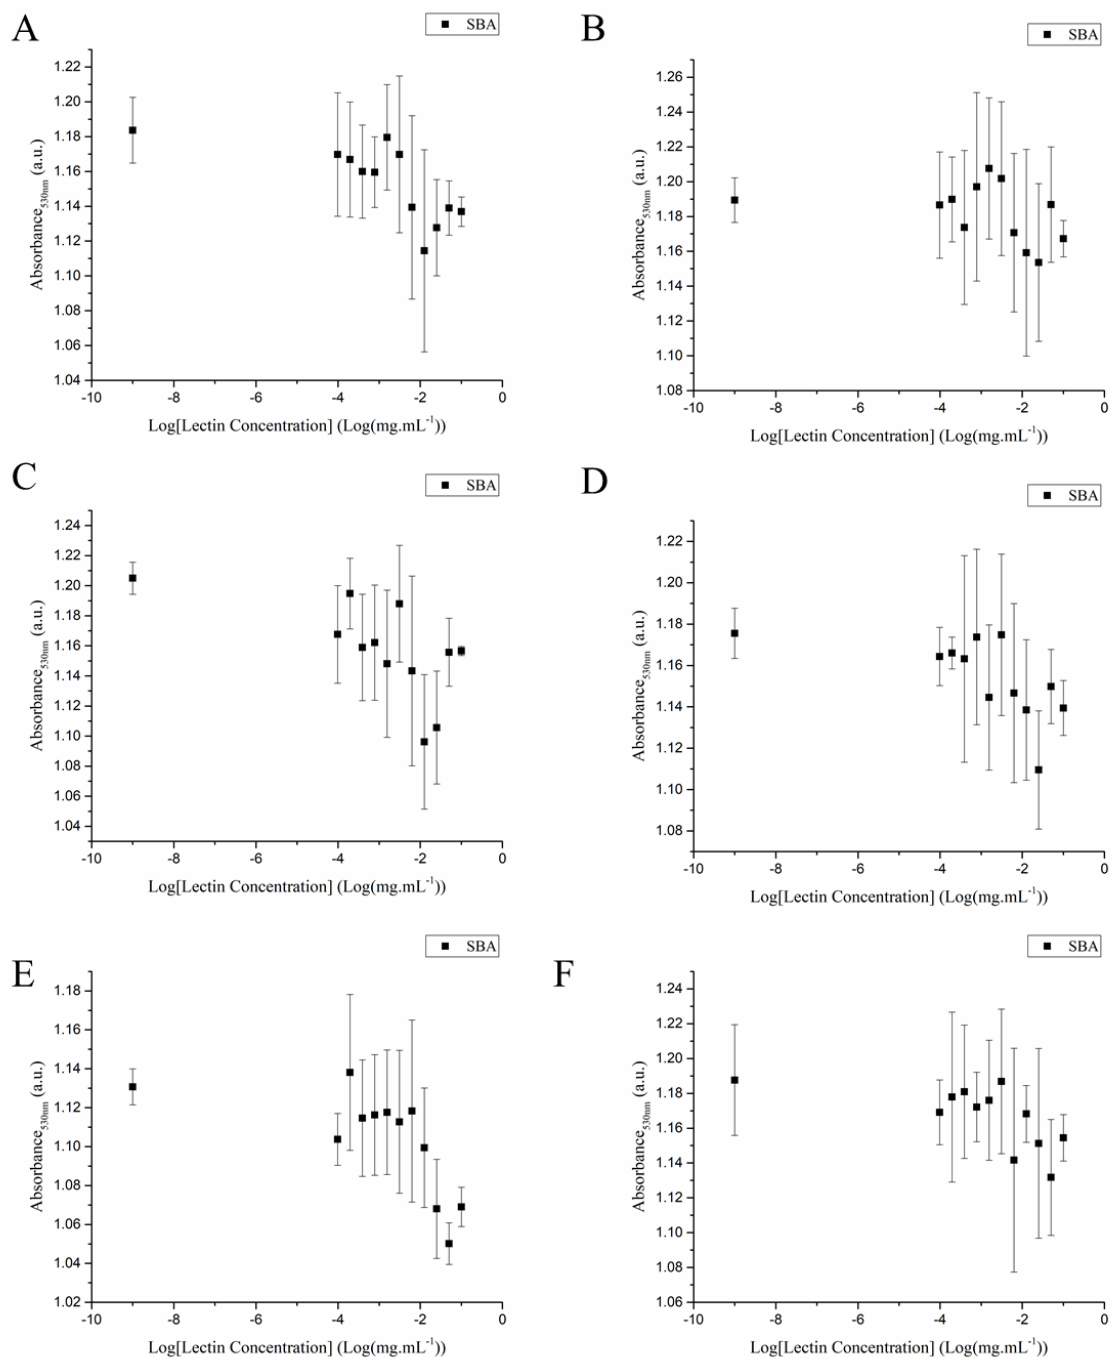 A
SBA
1.22
1.20
1.18
1.16
1.14
1.12
1.10
1.08
1.06
1.04
Absorbance530nm (a.u.)
-10 -8 -6 -4 -2 0
Log[Lectin Concentration] (Log(mg.mL-1))
B
SBA
1.26
1.24
1.22
1.20
1.18
1.16
1.14
1.12
1.10
1.08
Absorbance530nm (a.u.)
-10 -8 -6 -4 -2 0
Log[Lectin Concentration] (Log(mg.mL-1))
C
SBA
1.24
1.22
1.20
1.18
1.16
1.14
1.12
1.10
1.08
1.06
1.04
Absorbance530nm (a.u.)
-10 -8 -6 -4 -2 0
Log[Lectin Concentration] (Log(mg.mL-1))
D
SBA
1.22
1.20
1.18
1.16
1.14
1.12
1.10
1.08
Absorbance530nm (a.u.)
-10 -8 -6 -4 -2 0
Log[Lectin Concentration] (Log(mg.mL-1))
E
SBA
1.18
1.16
1.14
1.12
1.10
1.08
1.06
1.04
1.02
Absorbance530nm (a.u.)
-10 -8 -6 -4 -2 0
Log[Lectin Concentration] (Log(mg.mL-1))
F
SBA
1.24
1.22
1.20
1.18
1.16
1.14
1.12
1.10
1.08
1.06
Absorbance530nm (a.u.)
-10 -8 -6 -4 -2 0
Log[Lectin Concentration] (Log(mg.mL-1))